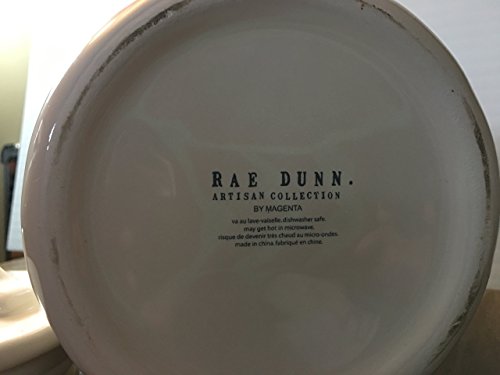 RAE DUNN.
ARTISAN COLLECTION
BY MAGENTA
va au lave-vaiselle. dishwasher safe.
may get hot in microwave.
risque de devenir très chaud au micro-ondes.
made in china. fabriqué en chine.